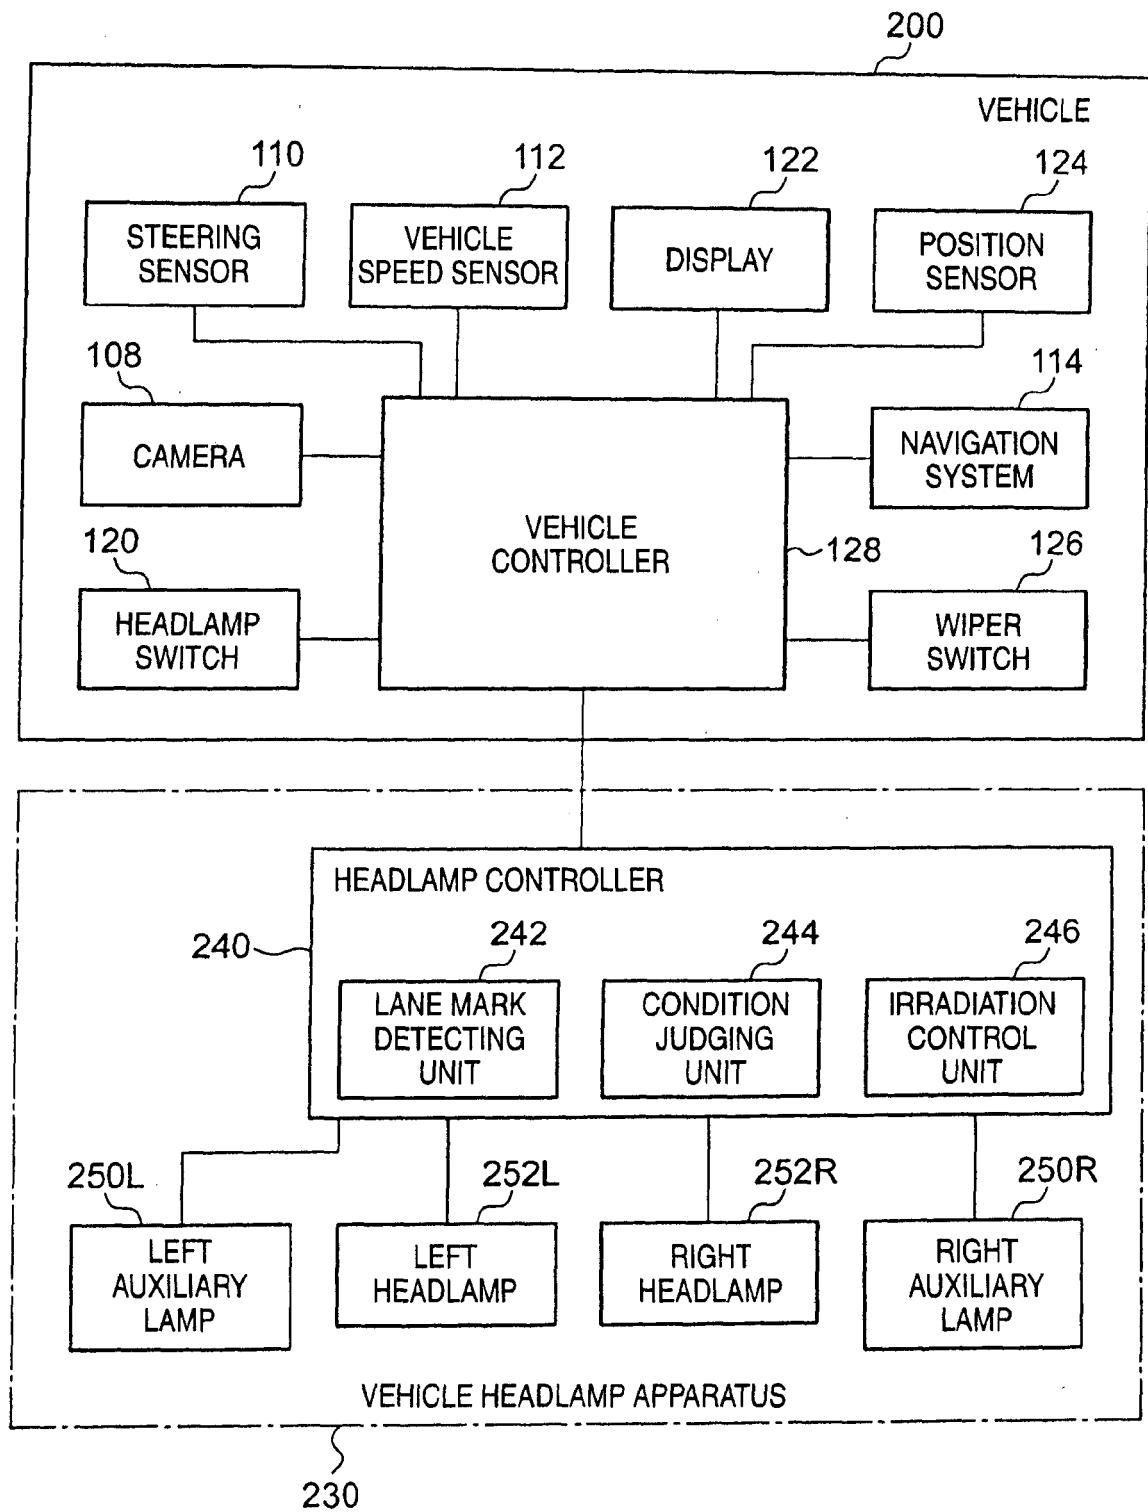 200
VEHICLE
110
112
122
124
STEERING
SENSOR
VEHICLE
SPEED SENSOR
DISPLAY
POSITION
SENSOR
108
114
CAMERA
NAVIGATION
SYSTEM
VEHICLE
CONTROLLER
128
120
126
HEADLAMP
SWITCH
WIPER
SWITCH
HEADLAMP CONTROLLER
240
242
244
246
LANE MARK
DETECTING
UNIT
CONDITION
JUDGING
UNIT
IRRADIATION
CONTROL
UNIT
250L
252L
252R
250R
LEFT
AUXILIARY
LAMP
LEFT
HEADLAMP
RIGHT
HEADLAMP
RIGHT
AUXILIARY
LAMP
VEHICLE HEADLAMP APPARATUS
230